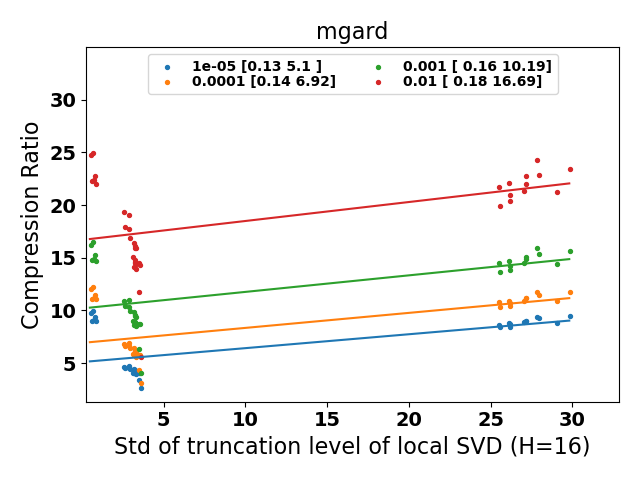 mgard
1e-05 [0.13 5.1 ]
0.0001 [0.14 6.92]
0.001 [ 0.16 10.19]
0.01 [ 0.18 16.69]
Compression Ratio
30
25
20
15
10
5
5 10 15 20 25 30
Std of truncation level of local SVD (H=16)